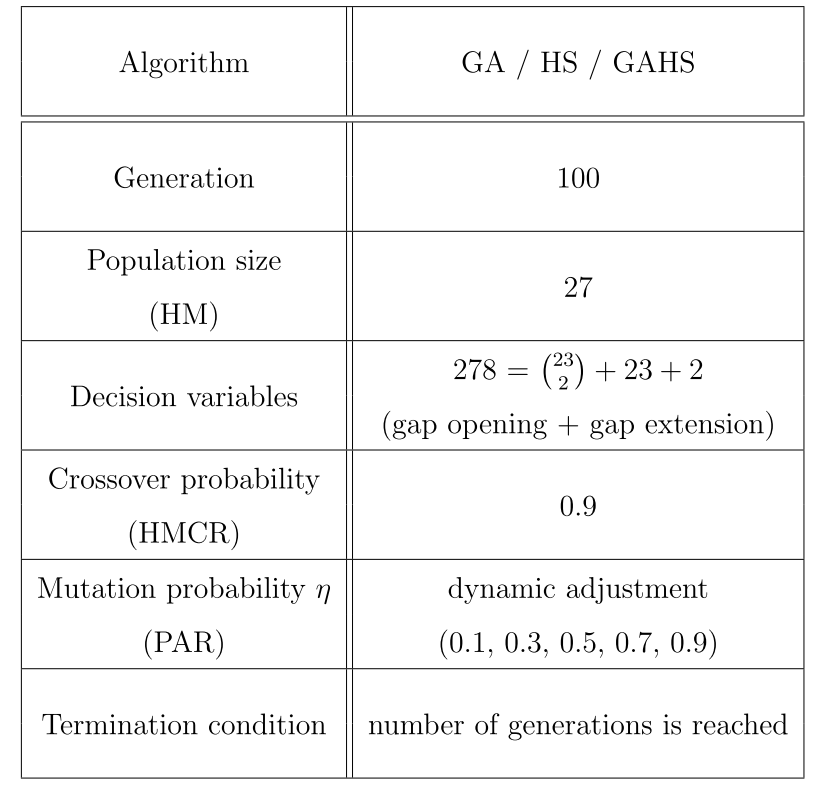 Algorithm
GA / HS / GAHS
Generation
100
Population size
(HM)
27
Decision variables
278 = \binom{23}{2} + 23 + 2
(gap opening + gap extension)
Crossover probability
(HMCR)
0.9
Mutation probability η
(PAR)
dynamic adjustment
(0.1, 0.3, 0.5, 0.7, 0.9)
Termination condition
number of generations is reached